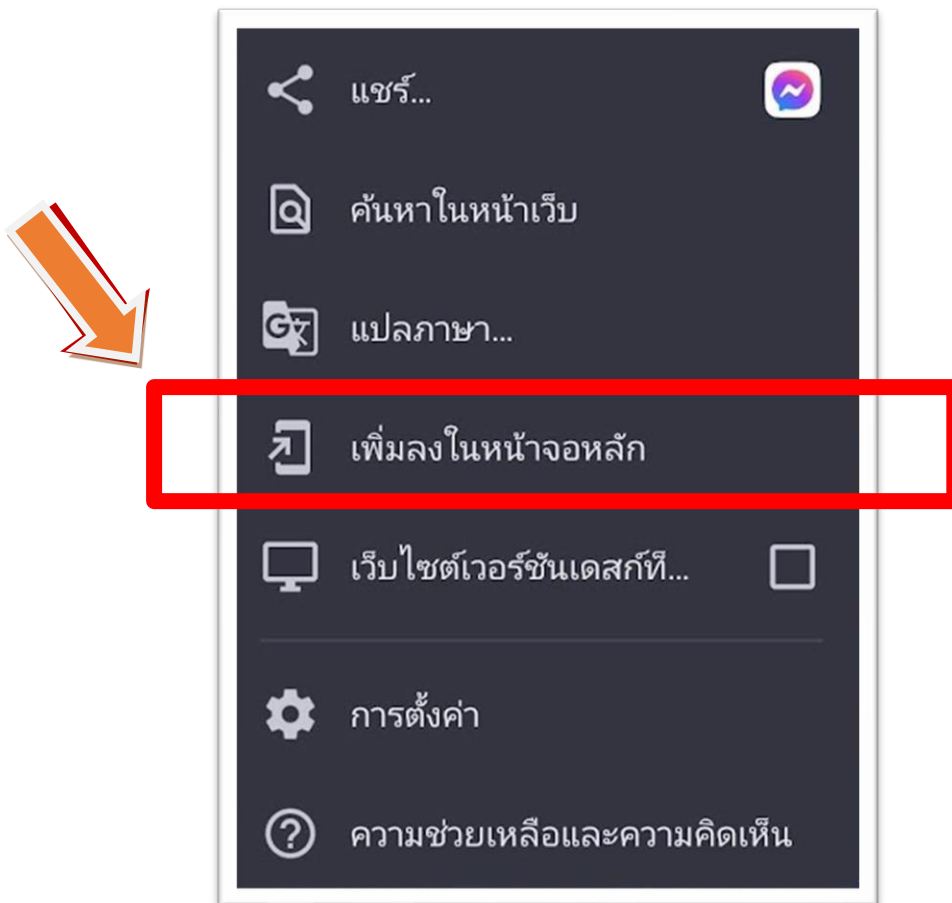 แชร์...
ค้นหาในหน้าเว็บ
แปลภาษา...
เพิ่มลงในหน้าจอหลัก
เว็บไซต์เวอร์ชันเดสก์ท็...
การตั้งค่า
ความช่วยเหลือและความคิดเห็น